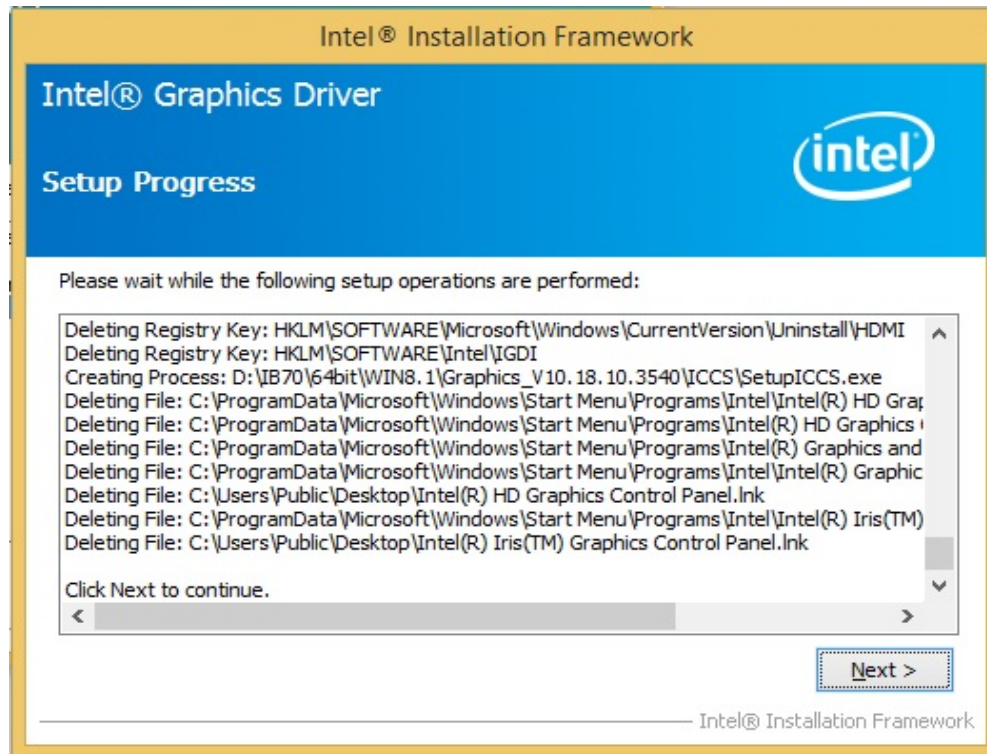 Intel® Installation Framework
Intel® Graphics Driver
intel
Setup Progress
Please wait while the following setup operations are performed:
Deleting Registry Key: HKLM\SOFTWARE\Microsoft\Windows\CurrentVersion\Uninstall\HDMI
Deleting Registry Key: HKLM\SOFTWARE\Intel\IGDI
Creating Process: D:\IB70\64bit\WIN8.1\Graphics_V10.18.10.3540\ICCS\SetupICCS.exe
Deleting File: C:\ProgramData\Microsoft\Windows\Start Menu\Programs\Intel\Intel(R) HD Grap
Deleting File: C:\ProgramData\Microsoft\Windows\Start Menu\Programs\Intel(R) HD Graphics
Deleting File: C:\ProgramData\Microsoft\Windows\Start Menu\Programs\Intel(R) Graphics and
Deleting File: C:\ProgramData\Microsoft\Windows\Start Menu\Programs\Intel\Intel(R) Graphic
Deleting File: C:\Users\Public\Desktop\Intel(R) HD Graphics Control Panel.lnk
Deleting File: C:\ProgramData\Microsoft\Windows\Start Menu\Programs\Intel\Intel(R) Iris(TM)
Deleting File: C:\Users\Public\Desktop\Intel(R) Iris(TM) Graphics Control Panel.lnk
Click Next to continue.
Next >
Intel® Installation Framework